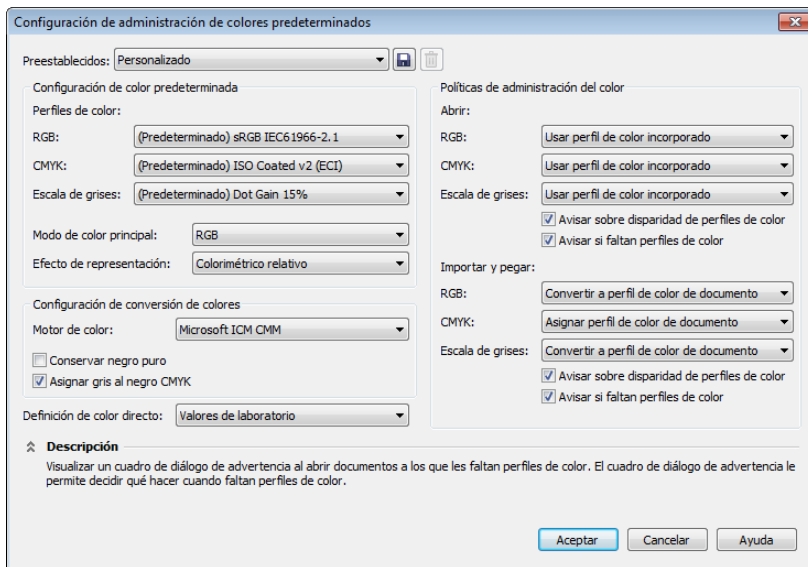 Configuración de administración de colores predeterminados
Preestablecidos: Personalizado
Configuración de color predeterminada
Perfiles de color:
RGB: (Predeterminado) sRGB IEC61966-2.1
CMYK: (Predeterminado) ISO Coated v2 (ECI)
Escala de grises: (Predeterminado) Dot Gain 15%
Modo de color principal: RGB
Efecto de representación: Colorimétrico relativo
Configuración de conversión de colores
Motor de color: Microsoft ICM CMM
Conservar negro puro
Asignar gris al negro CMYK
Definición de color directo: Valores de laboratorio
Políticas de administración del color
Abrir:
RGB: Usar perfil de color incorporado
CMYK: Usar perfil de color incorporado
Escala de grises: Usar perfil de color incorporado
Avisar sobre disparidad de perfiles de color
Avisar si faltan perfiles de color
Importar y pegar:
RGB: Convertir a perfil de color de documento
CMYK: Asignar perfil de color de documento
Escala de grises: Convertir a perfil de color de documento
Avisar sobre disparidad de perfiles de color
Avisar si faltan perfiles de color
Descripción
Visualizar un cuadro de diálogo de advertencia al abrir documentos a los que les faltan perfiles de color. El cuadro de diálogo de advertencia le
permite decidir qué hacer cuando faltan perfiles de color.
Aceptar Cancelar Ayuda